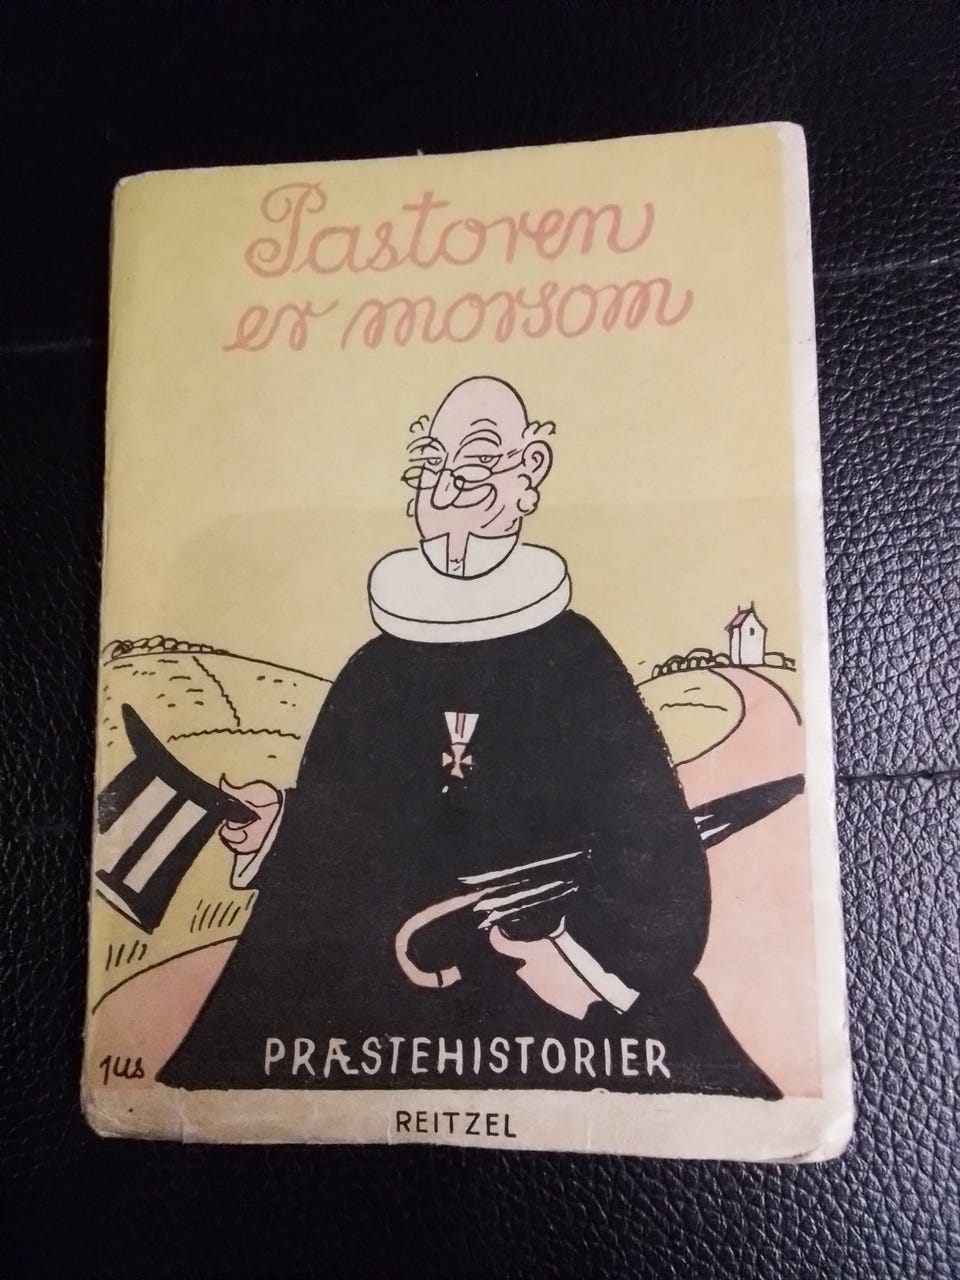 Pastoren
er morsom
PRÆSTEHISTORIER
jus
REITZEL